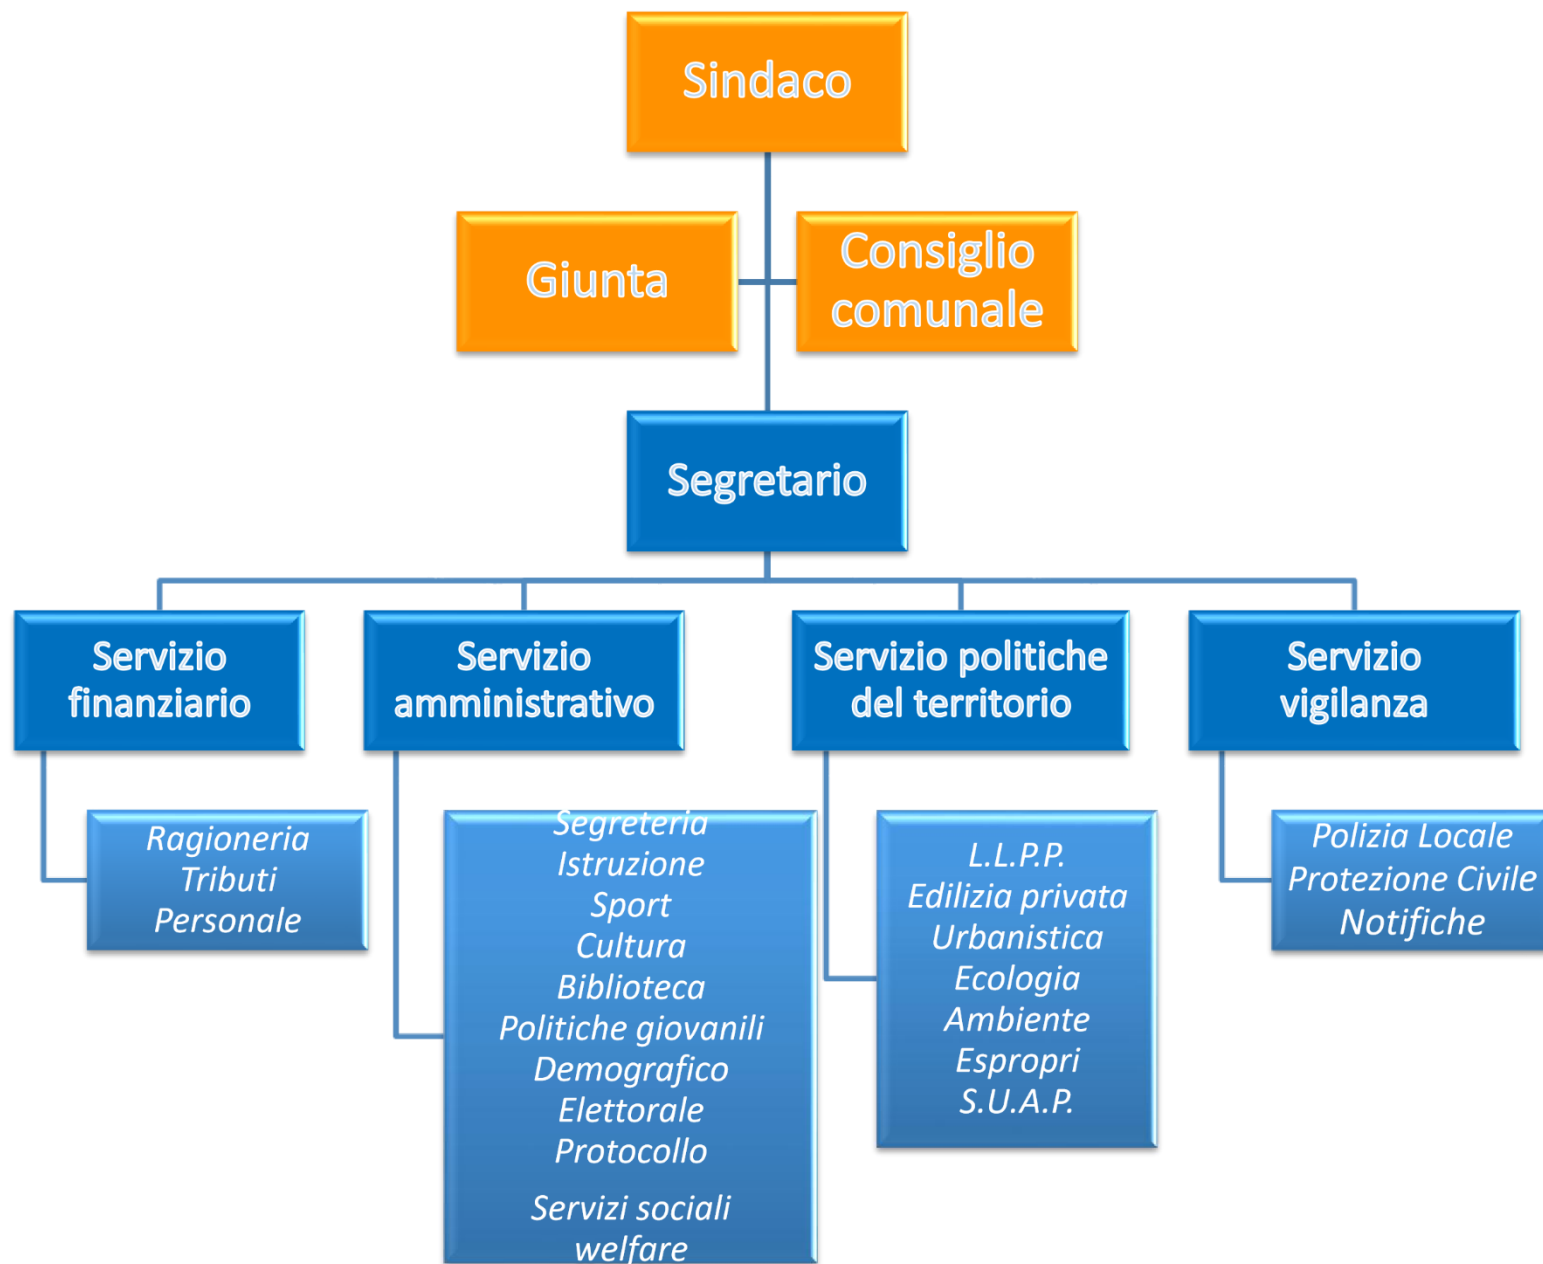 Sindaco
Giunta
Consiglio
comunale
Segretario
Servizio
finanziario
Servizio
amministrativo
Servizio politiche
del territorio
Servizio
vigilanza
Ragioneria
Tributi
Personale
Segreteria
Istruzione
Sport
Cultura
Biblioteca
Politiche giovanili
Demografico
Elettorale
Protocollo
Servizi sociali
welfare
L.L.P.P.
Edilizia privata
Urbanistica
Ecologia
Ambiente
Espropri
S.U.A.P.
Polizia Locale
Protezione Civile
Notifiche